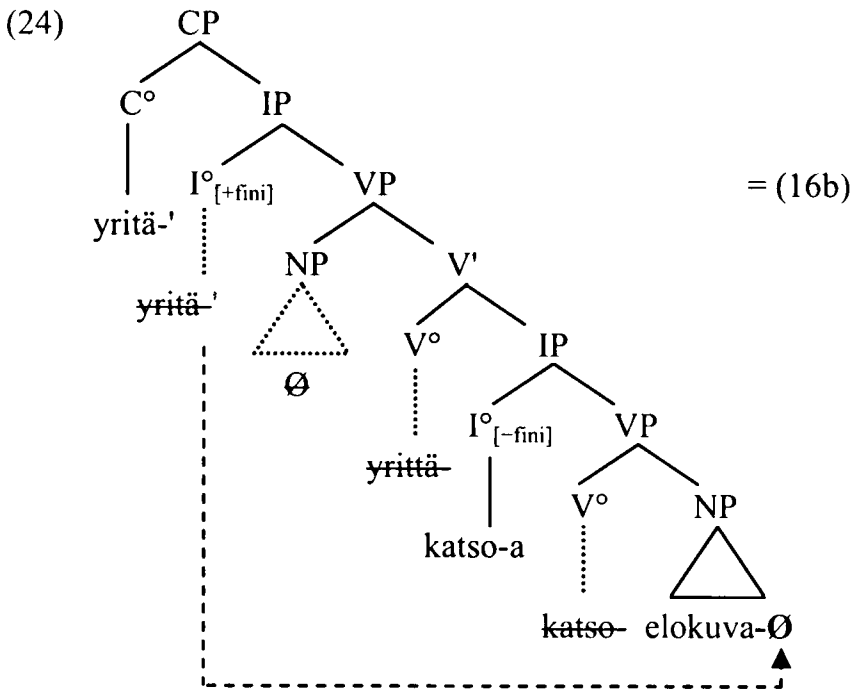 (24) CP
C° IP
I°[+fini] VP = (16b)
yritä-'
NP V'
yritä-'
V° IP
Ø
I°[−fini] VP
yrittä-
V° NP
katso-a
katso- elokuva-Ø